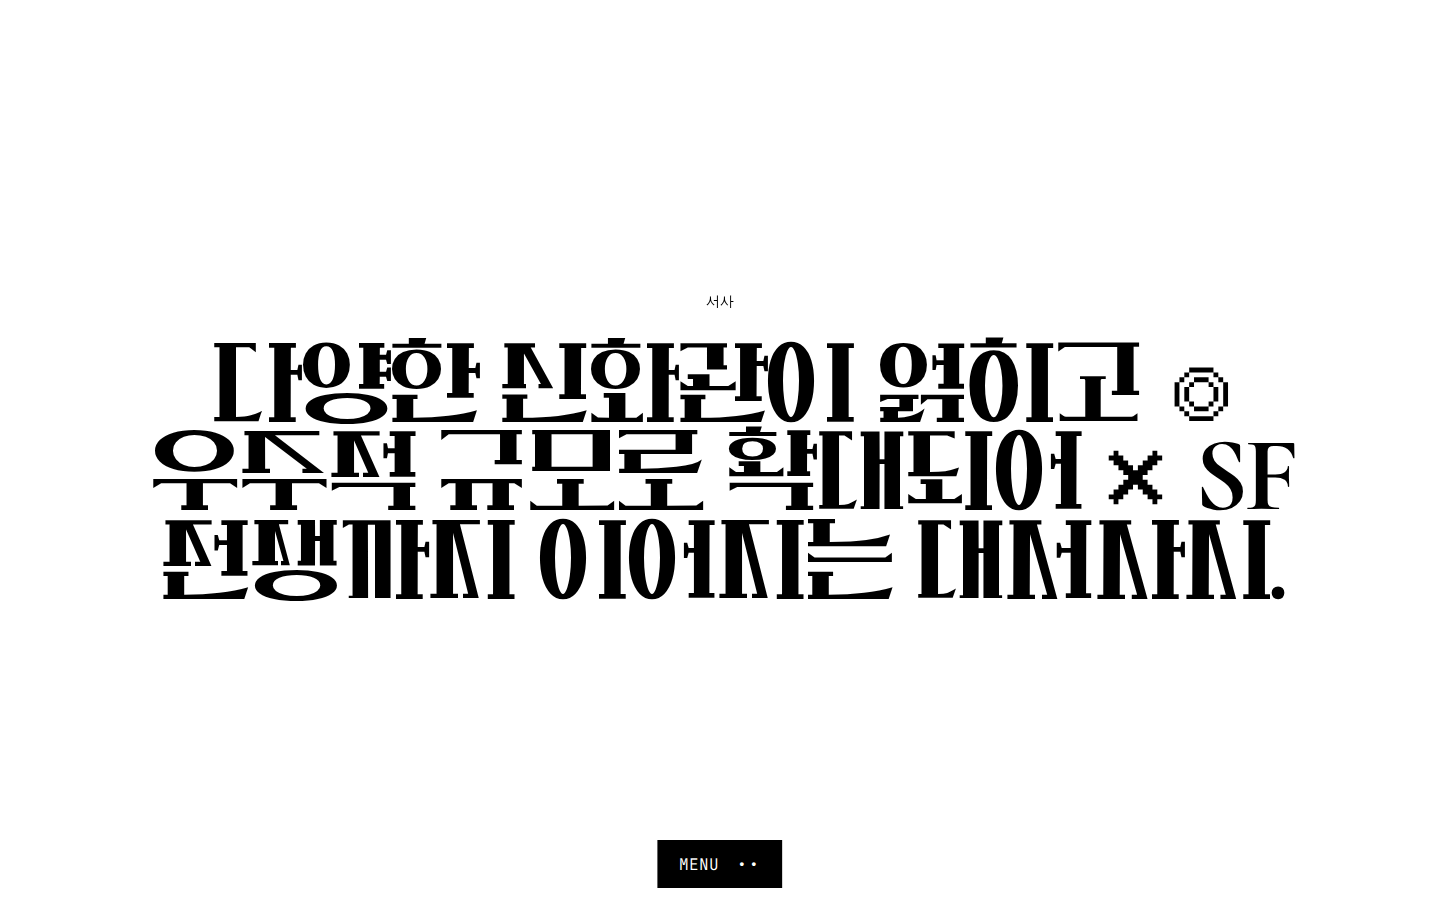 서사
다양한 신화관이 얽히고 ◎
우주적 규모로 확대되어 × SF
전쟁까지 이어지는 대서사시.
MENU ••